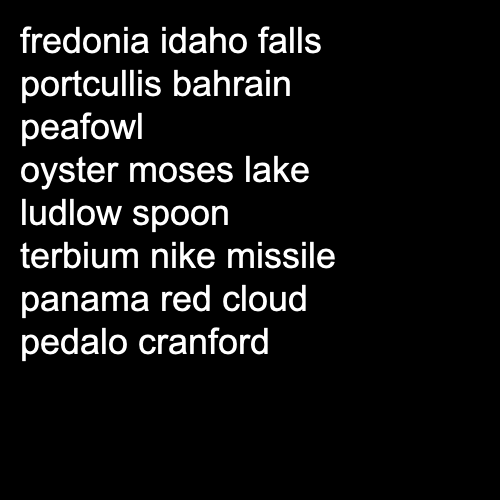 fredonia idaho falls
portcullis bahrain
peafowl
oyster moses lake
ludlow spoon
terbium nike missile
panama red cloud
pedalo cranford